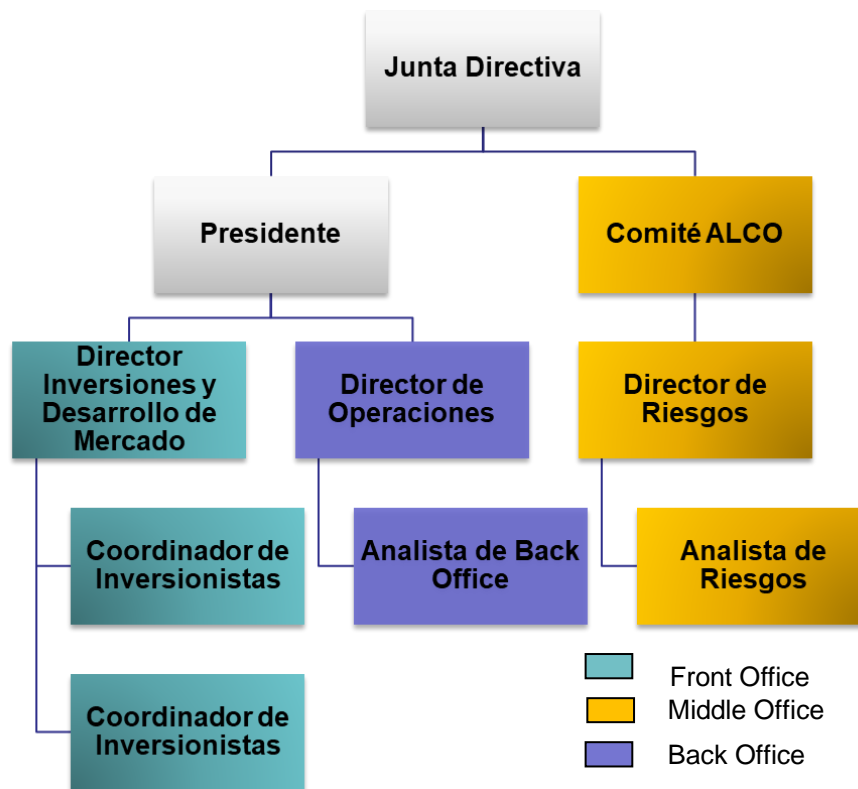 Junta Directiva
Presidente
Comité ALCO
Director
Inversiones y
Desarrollo de
Mercado
Director de
Operaciones
Director de
Riesgos
Coordinador de
Inversionistas
Analista de Back
Office
Analista de
Riesgos
Coordinador de
Inversionistas
Front Office
Middle Office
Back Office